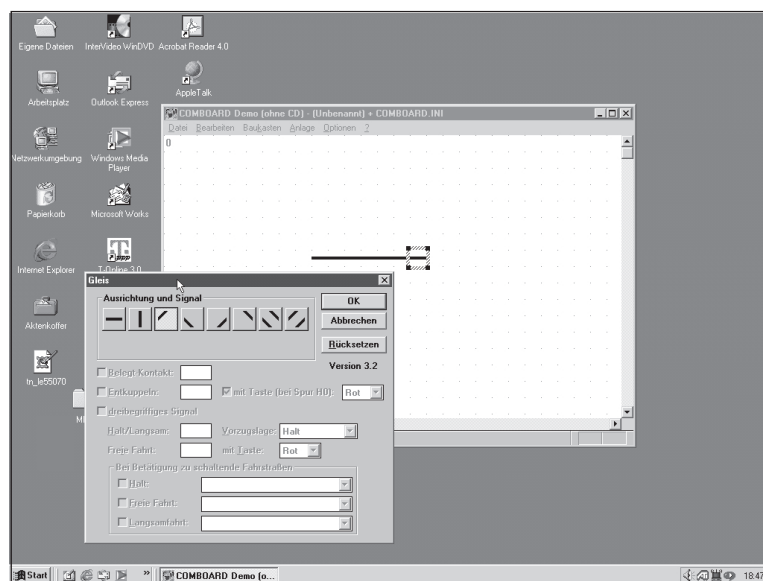 Eigene Dateien
InterVideo WinDVD
Acrobat Reader 4.0
Arbeitsplatz
Outlook Express
AppleTalk
Netzwerkumgebung
Windows Media
Player
Papierkorb
Microsoft Works
Internet Explorer
T-Online 3.0
Aktenkoffer
tn_le55070
COMBOARD Demo (ohne CD) - (Unbenannt) + COMBOARD.INI
Datei Bearbeiten Baukasten Anlage Optionen ?
0
Gleis
Ausrichtung und Signal
OK
Abbrechen
Rücksetzen
Version 3.2
Belegt Kontakt:
Entkuppeln:
mit Taste (bei Spur H0):
Rot
dreibegriffiges Signal
Halt/Langsam:
Vorzugslage:
Halt
Freie Fahrt:
mit Taste:
Rot
Bei Betätigung zu schaltende Fahrstraßen
Halt:
Freie Fahrt:
Langsamfahrt:
Start
»
COMBOARD Demo (o...
18:47